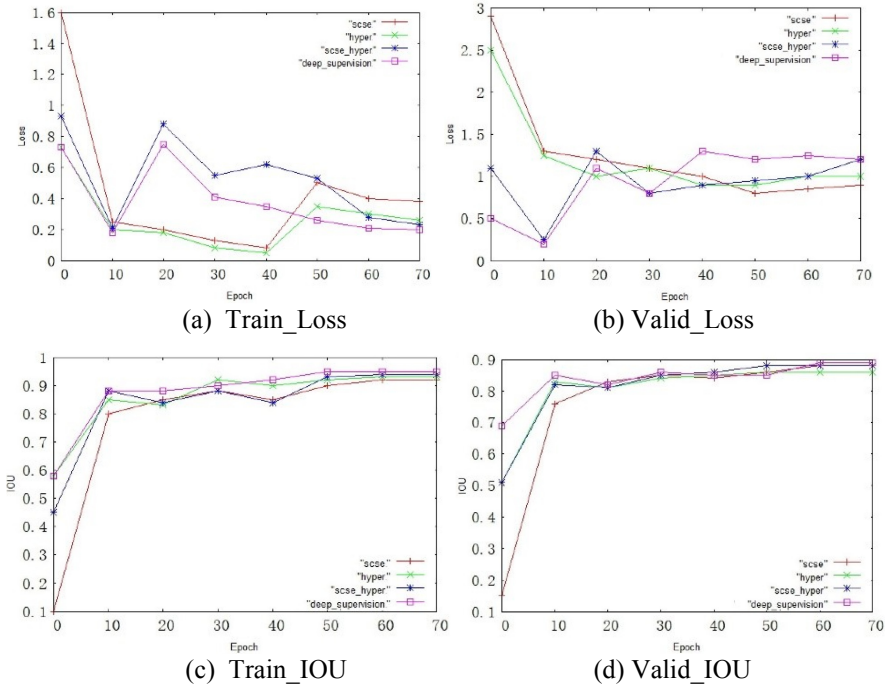 1.6
1.4
1.2
1
0.8
0.6
0.4
0.2
0
Loss
"scse"
"hyper"
"scse_hyper"
"deep_supervision"
0 10 20 30 40 50 60 70
Epoch
(a) Train_Loss
3
2.5
2
1.5
1
0.5
0
Loss
"scse"
"hyper"
"scse_hyper"
"deep_supervision"
0 10 20 30 40 50 60 70
Epoch
(b) Valid_Loss
1
0.9
0.8
0.7
0.6
0.5
0.4
0.3
0.2
0.1
IOU
"scse"
"hyper"
"scse_hyper"
"deep_supervision"
0 10 20 30 40 50 60 70
Epoch
(c) Train_IOU
0.9
0.8
0.7
0.6
0.5
0.4
0.3
0.2
0.1
IOU
"scse"
"hyper"
"scse_hyper"
"deep_supervision"
0 10 20 30 40 50 60 70
Epoch
(d) Valid_IOU